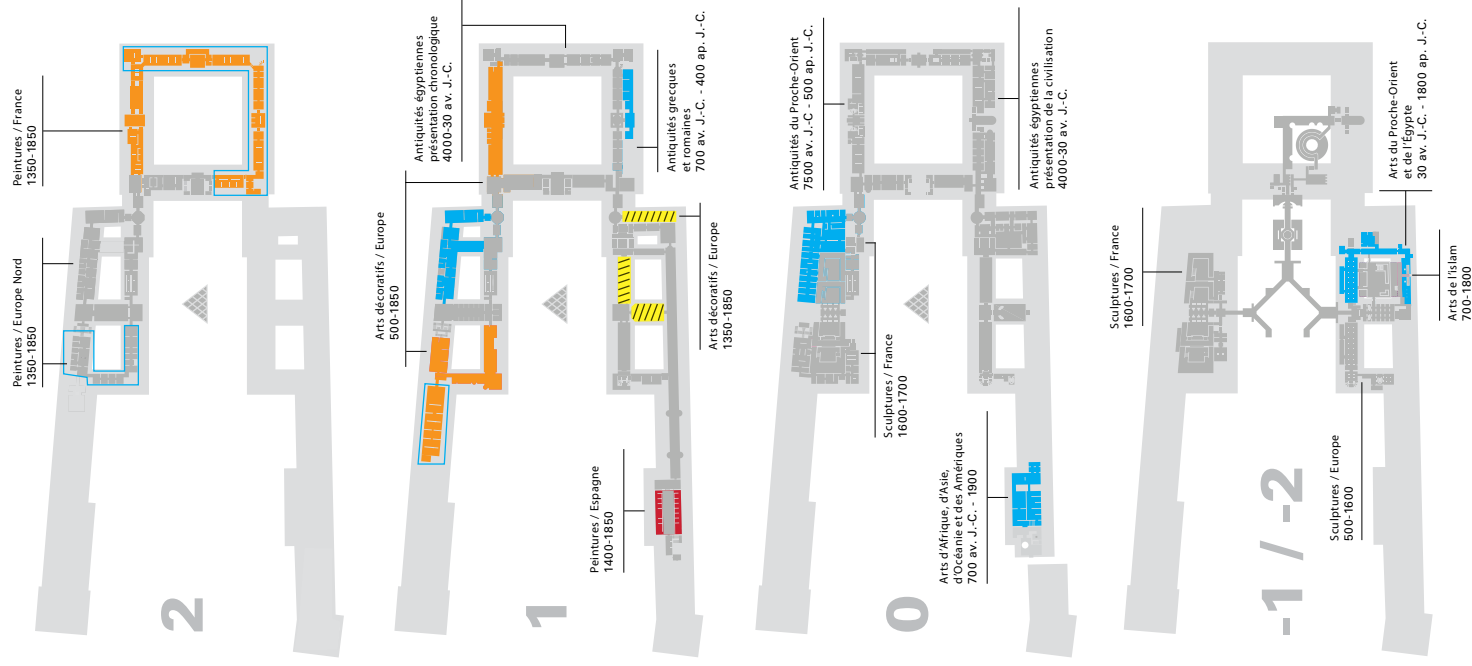 Peintures / France
1350-1850
Peintures / Europe Nord
1350-1850
2
Antiquités égyptiennes
présentation chronologique
4000-30 av. J.-C.
Antiquités grecques
et romaines
700 av. J.-C. - 400 ap. J.-C.
Arts décoratifs / Europe
500-1850
Arts décoratifs / Europe
1350-1850
Peintures / Espagne
1400-1850
1
Antiquités du Proche-Orient
7500 av. J.-C - 500 ap. J.-C.
Antiquités égyptiennes
présentation de la civilisation
4000-30 av. J.-C.
Sculptures / France
1600-1700
Arts d'Afrique, d'Asie,
d'Océanie et des Amériques
700 av. J.-C. - 1900
0
Sculptures / France
1600-1700
Arts du Proche-Orient
et de l'Égypte
30 av. J.-C. - 1800 ap. J.-C.
Arts de l'islam
700-1800
Sculptures / Europe
500-1600
-1 / -2